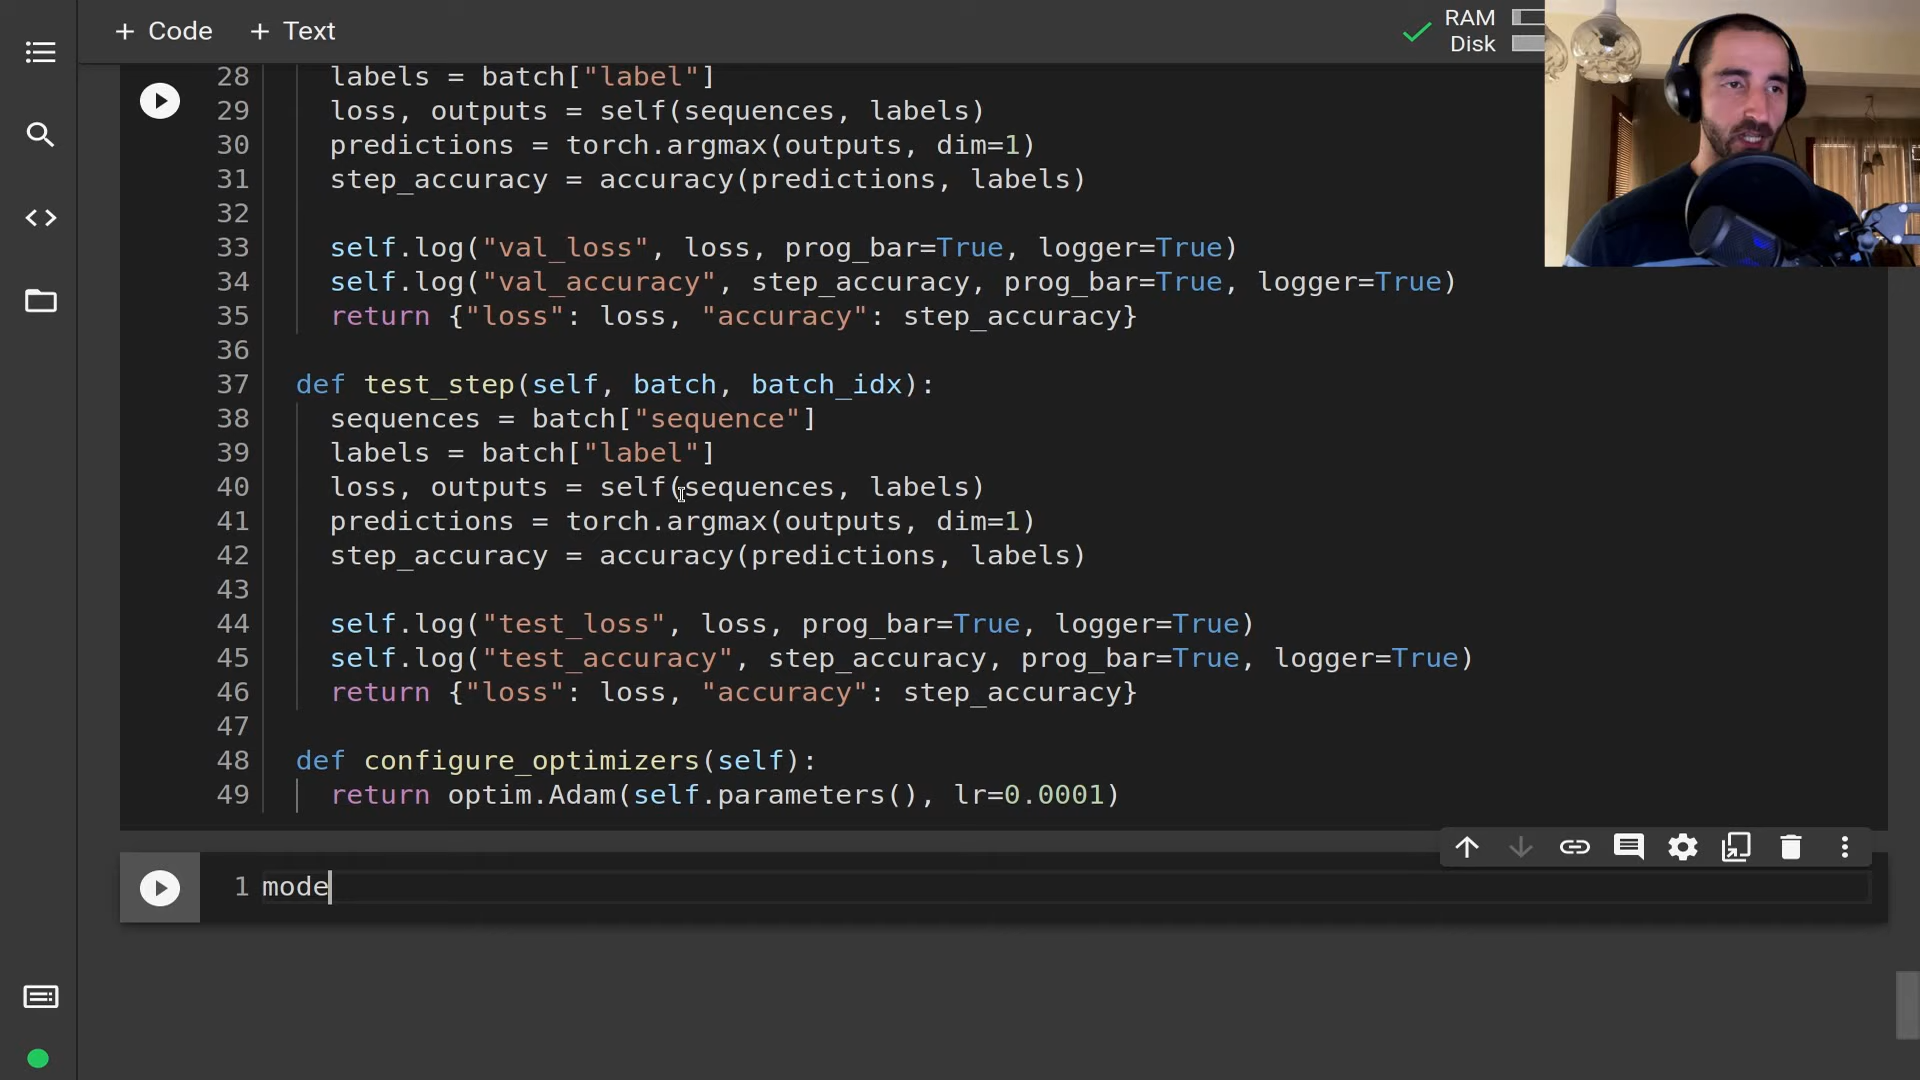 + Code + Text
RAM
Disk
28 labels = batch["label"]
29 loss, outputs = self(sequences, labels)
30 predictions = torch.argmax(outputs, dim=1)
31 step_accuracy = accuracy(predictions, labels)
32
33 self.log("val_loss", loss, prog_bar=True, logger=True)
34 self.log("val_accuracy", step_accuracy, prog_bar=True, logger=True)
35 return {"loss": loss, "accuracy": step_accuracy}
36
37 def test_step(self, batch, batch_idx):
38 sequences = batch["sequence"]
39 labels = batch["label"]
40 loss, outputs = self(sequences, labels)
41 predictions = torch.argmax(outputs, dim=1)
42 step_accuracy = accuracy(predictions, labels)
43
44 self.log("test_loss", loss, prog_bar=True, logger=True)
45 self.log("test_accuracy", step_accuracy, prog_bar=True, logger=True)
46 return {"loss": loss, "accuracy": step_accuracy}
47
48 def configure_optimizers(self):
49 return optim.Adam(self.parameters(), lr=0.0001)
1 mode